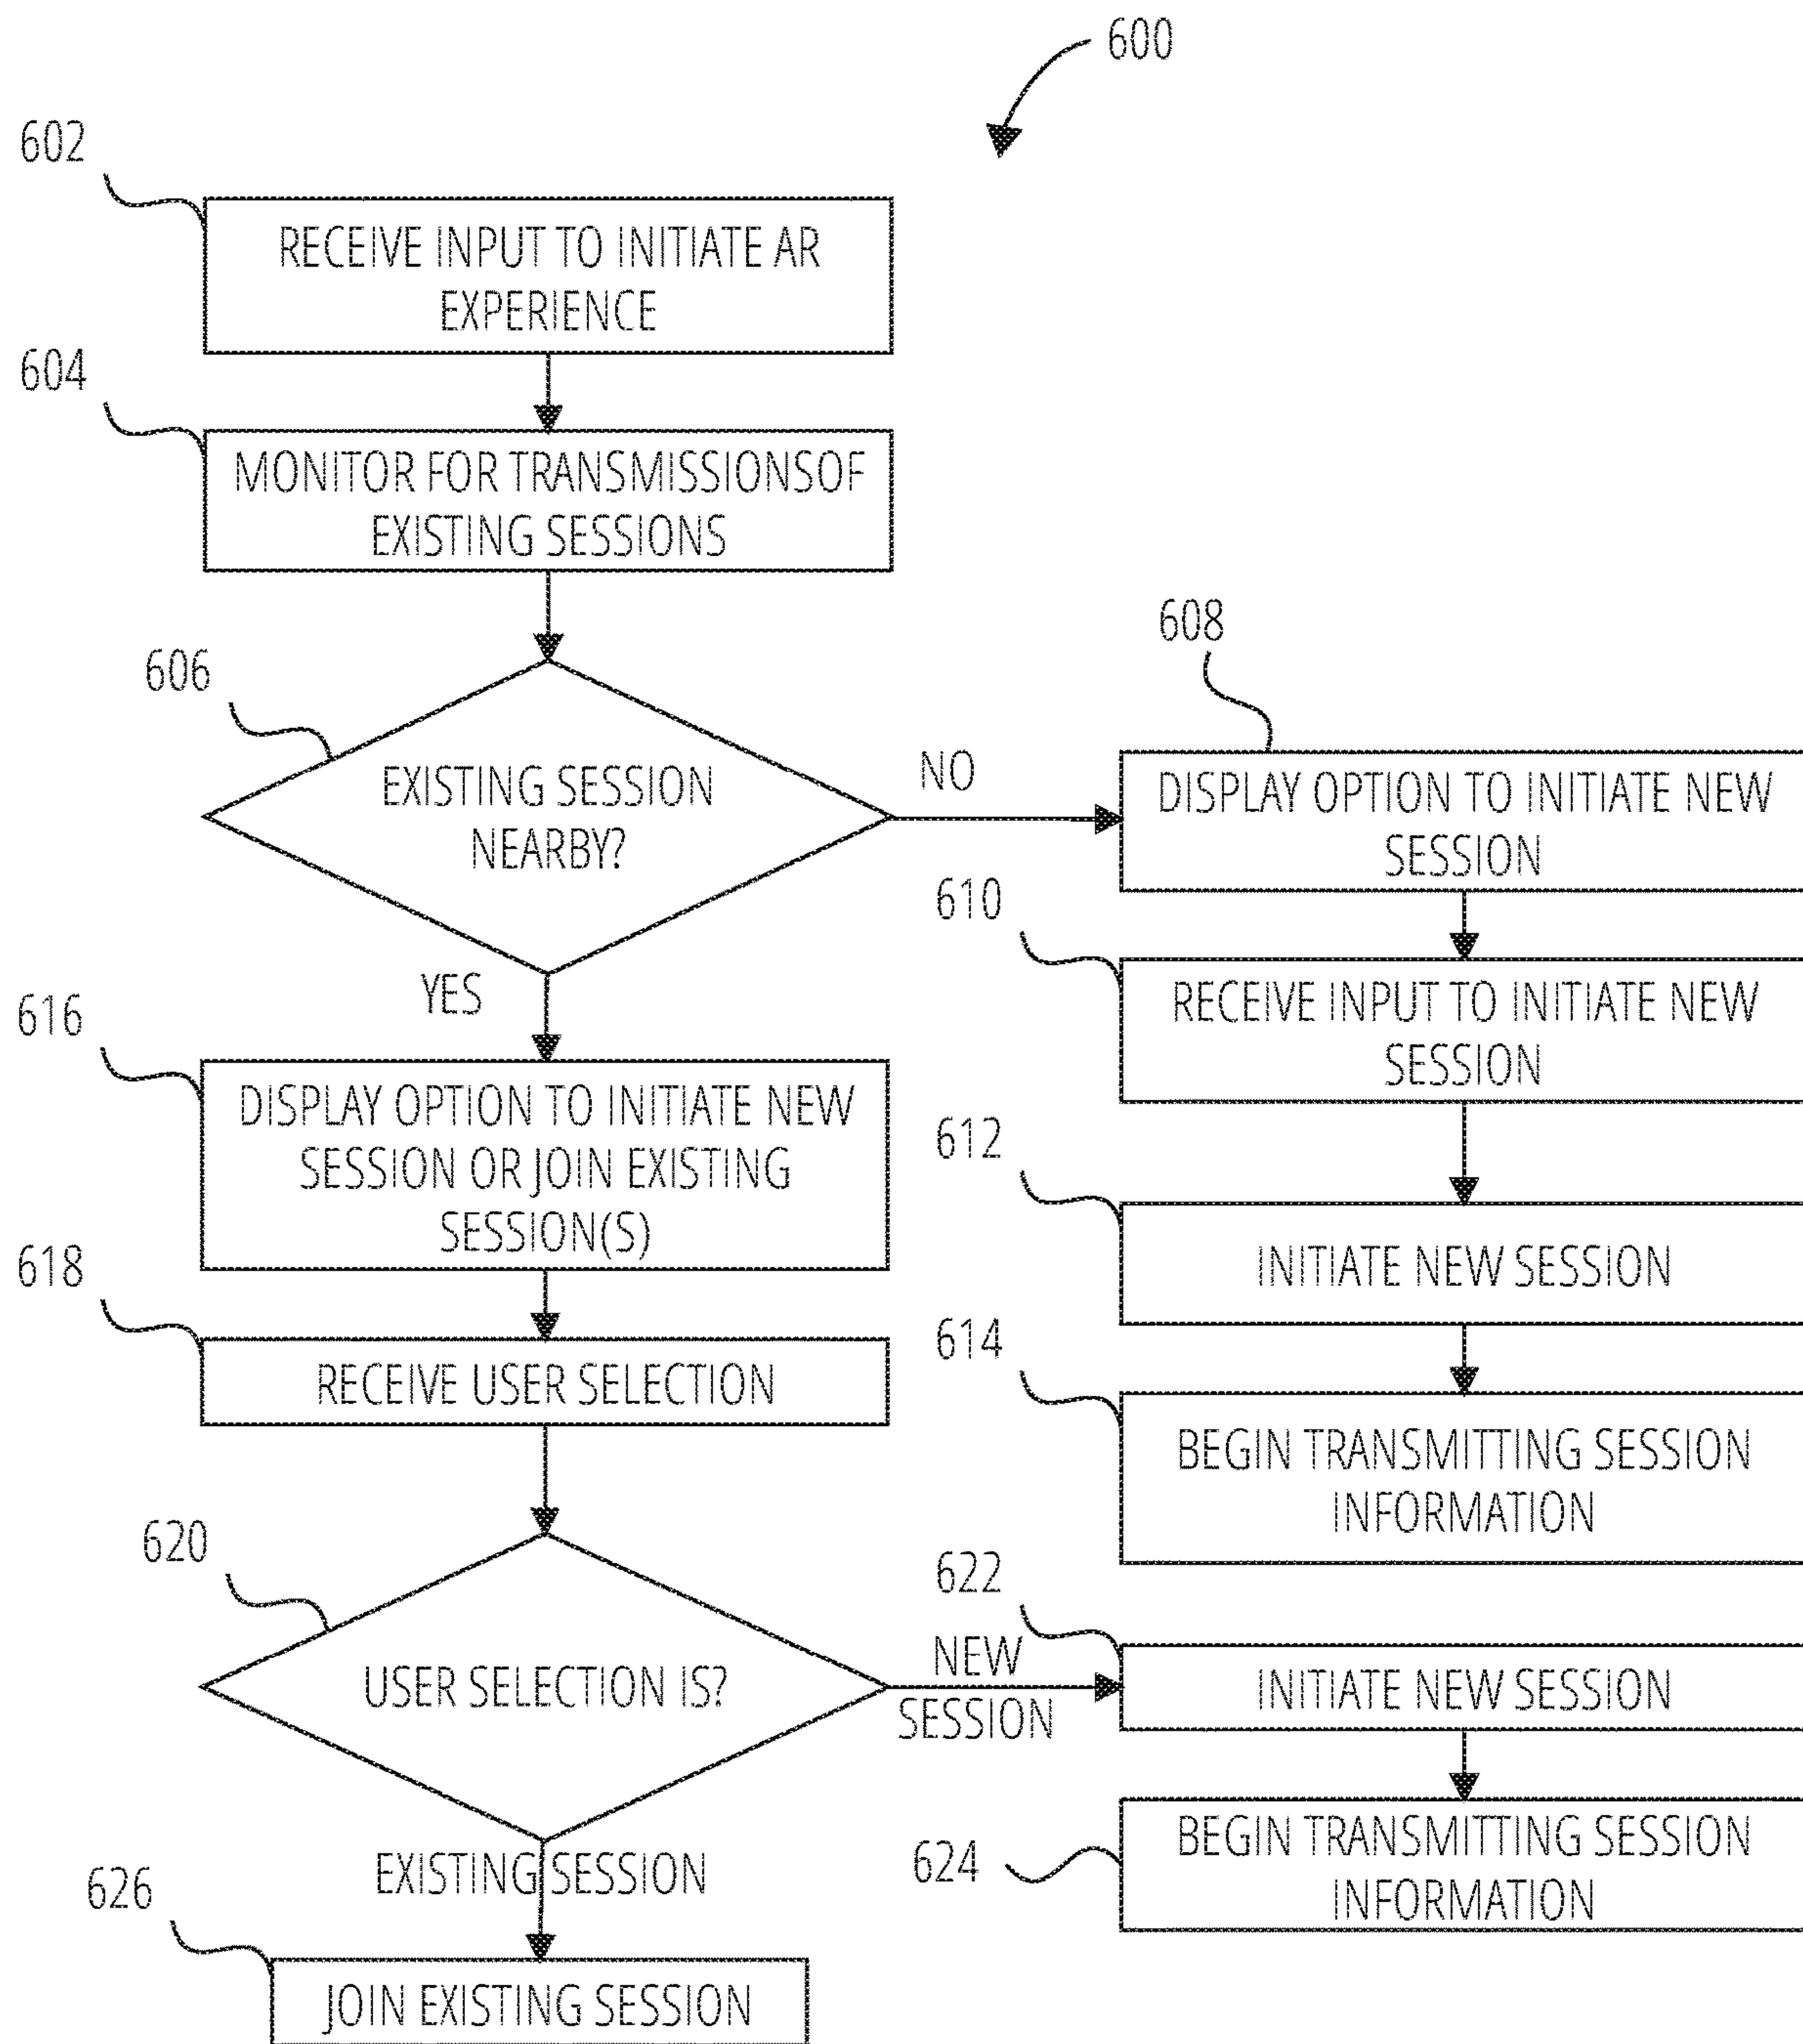 600
602
RECEIVE INPUT TO INITIATE AR
EXPERIENCE
604
MONITOR FOR TRANSMISSIONSOF
EXISTING SESSIONS
606
EXISTING SESSION
NEARBY?
NO
608
DISPLAY OPTION TO INITIATE NEW
SESSION
610
RECEIVE INPUT TO INITIATE NEW
SESSION
612
INITIATE NEW SESSION
614
BEGIN TRANSMITTING SESSION
INFORMATION
YES
616
DISPLAY OPTION TO INITIATE NEW
SESSION OR JOIN EXISTING
SESSION(S)
618
RECEIVE USER SELECTION
620
USER SELECTION IS?
NEW
SESSION
622
INITIATE NEW SESSION
624
BEGIN TRANSMITTING SESSION
INFORMATION
EXISTING SESSION
626
JOIN EXISTING SESSION